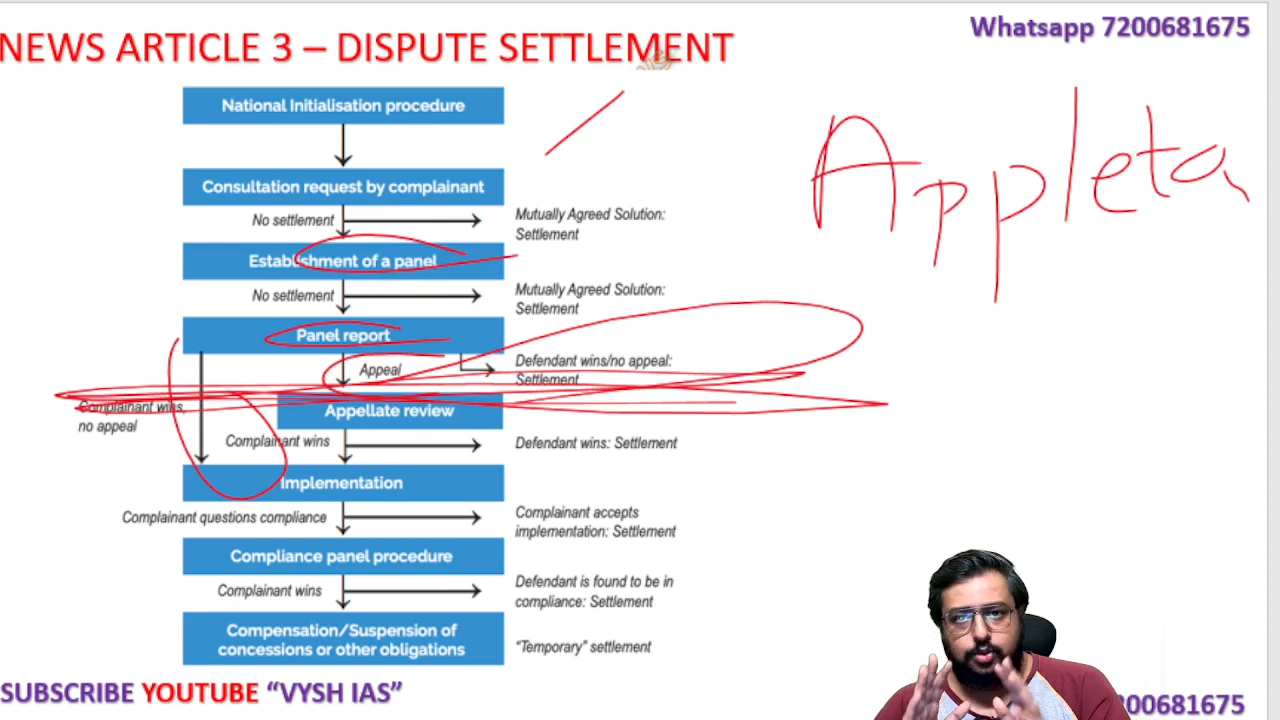 NEWS ARTICLE 3 – DISPUTE SETTLEMENT
Whatsapp 7200681675
Appleta
National Initialisation procedure
Consultation request by complainant
No settlement
Mutually Agreed Solution:
Settlement
Establishment of a panel
No settlement
Mutually Agreed Solution:
Settlement
Panel report
Appeal
Defendant wins/no appeal:
Settlement
Complainant wins,
no appeal
Appellate review
Complainant wins
Defendant wins: Settlement
Implementation
Complainant questions compliance
Complainant accepts
implementation: Settlement
Compliance panel procedure
Complainant wins
Defendant is found to be in
compliance: Settlement
Compensation/Suspension of
concessions or other obligations
“Temporary” settlement
SUBSCRIBE YOUTUBE “VYSH IAS”
200681675